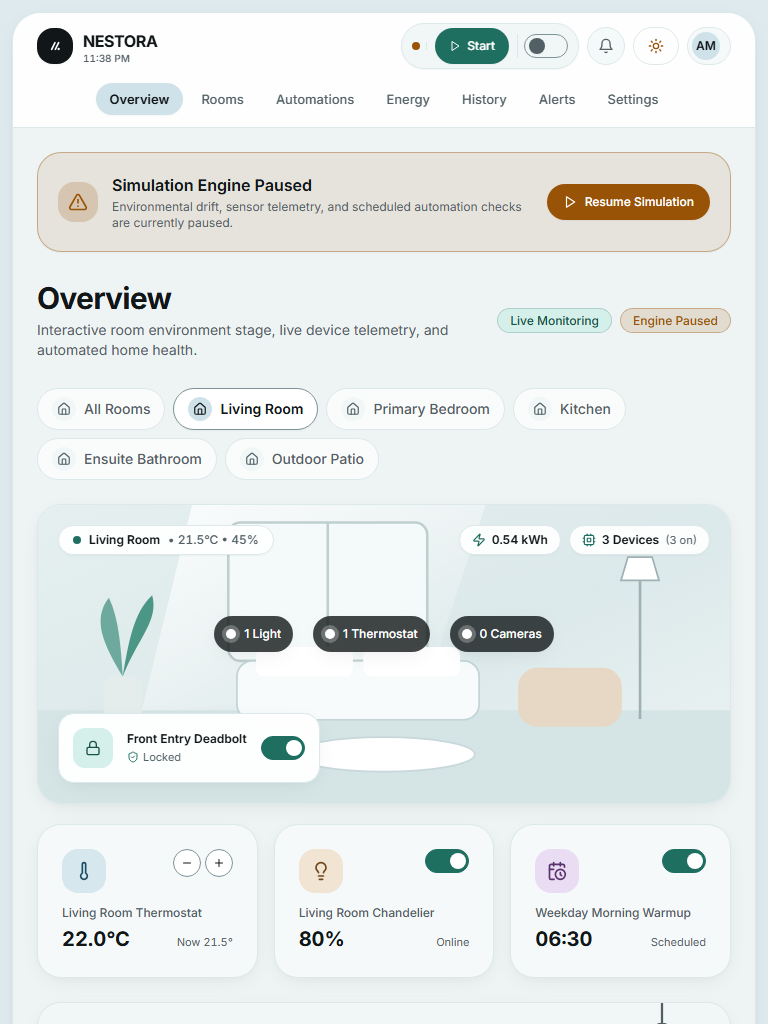 NESTORA
11:38 PM
Start
AM
Overview
Rooms
Automations
Energy
History
Alerts
Settings
Simulation Engine Paused
Environmental drift, sensor telemetry, and scheduled automation checks
are currently paused.
Resume Simulation
Overview
Interactive room environment stage, live device telemetry, and
automated home health.
Live Monitoring
Engine Paused
All Rooms
Living Room
Primary Bedroom
Kitchen
Ensuite Bathroom
Outdoor Patio
Living Room • 21.5°C • 45%
0.54 kWh
3 Devices (3 on)
1 Light
1 Thermostat
0 Cameras
Front Entry Deadbolt
Locked
Living Room Thermostat
22.0°C
Now 21.5°
Living Room Chandelier
80%
Online
Weekday Morning Warmup
06:30
Scheduled